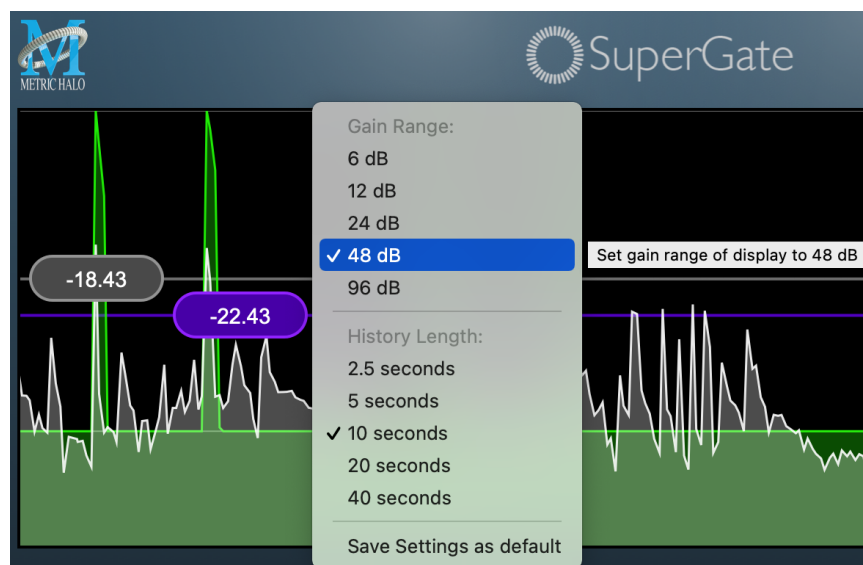 METRIC HALO
SuperGate
Gain Range:
6 dB
12 dB
24 dB
✓ 48 dB
Set gain range of display to 48 dB
96 dB
-18.43
-22.43
History Length:
2.5 seconds
5 seconds
✓ 10 seconds
20 seconds
40 seconds
Save Settings as default